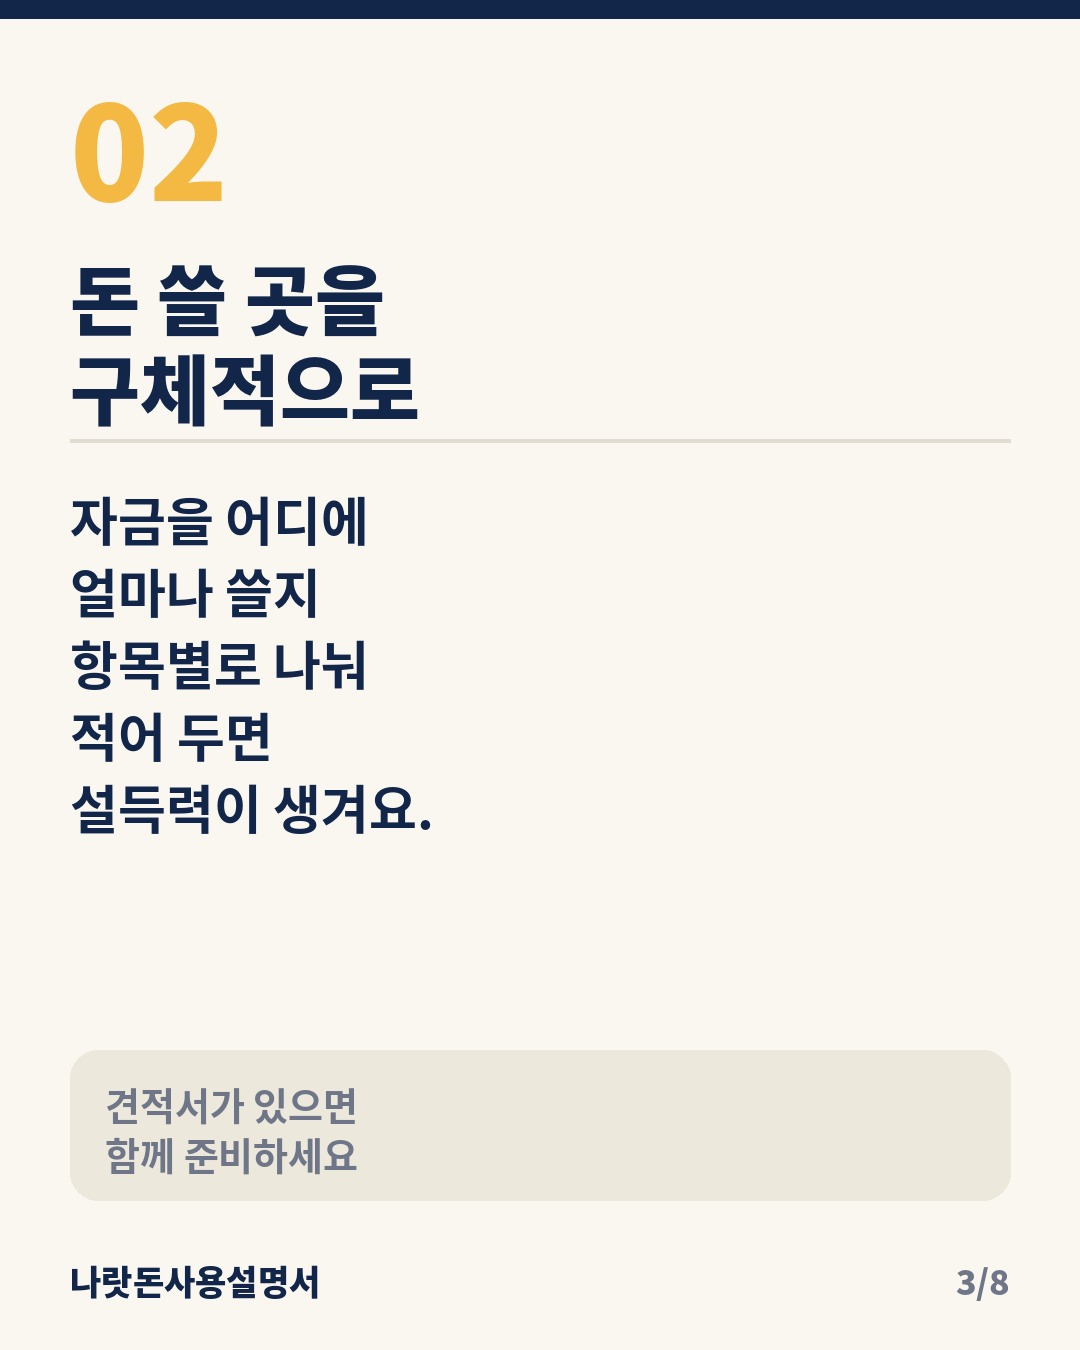 02
돈 쓸 곳을
구체적으로
자금을 어디에
얼마나 쓸지
항목별로 나눠
적어 두면
설득력이 생겨요.
견적서가 있으면
함께 준비하세요
나랏돈사용설명서
3/8